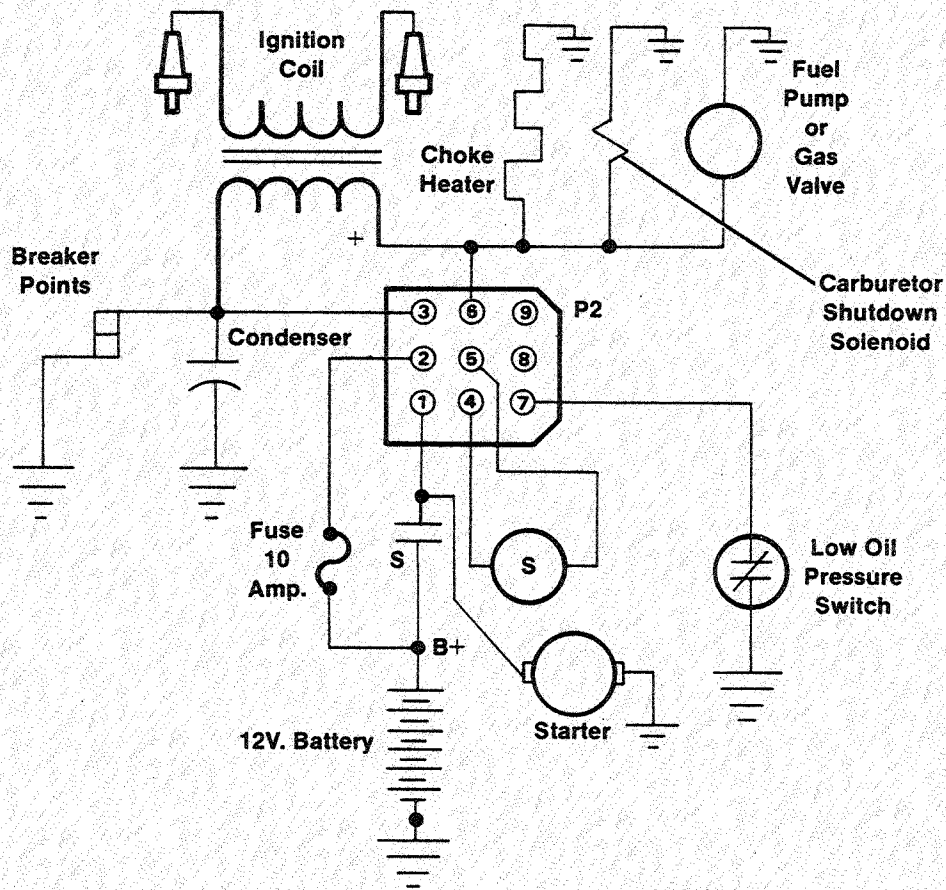 Ignition
Coil
Fuel
Pump
or
Gas
Valve
Choke
Heater
+
Breaker
Points
Carburetor
Shutdown
Solenoid
P2
3 6 9
Condenser
2 5 8
1 4 7
Fuse
10
Amp.
S
S
Low Oil
Pressure
Switch
B+
12V. Battery
Starter